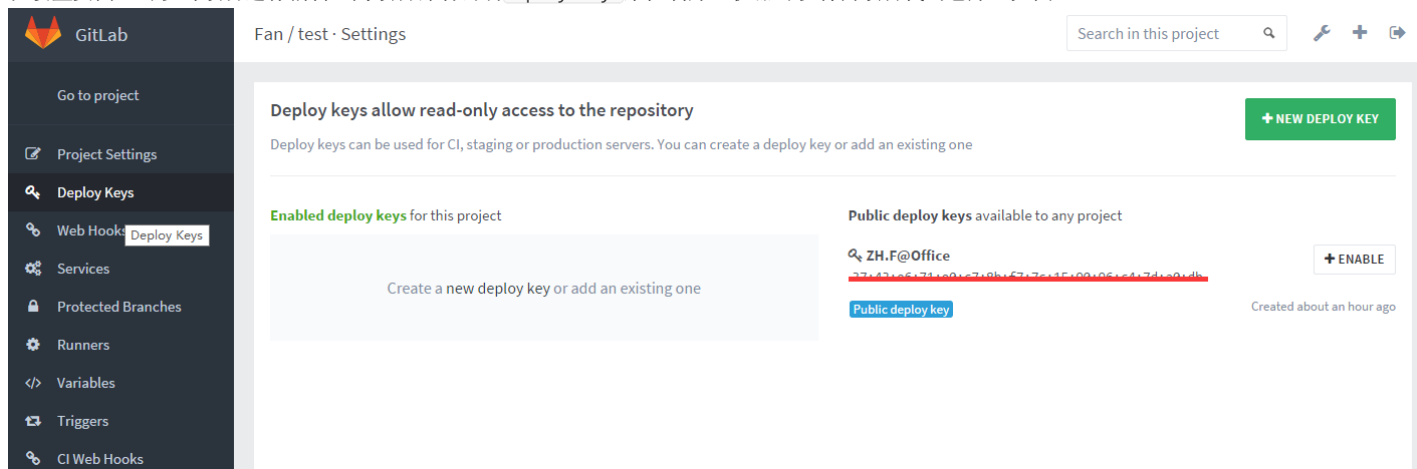 GitLab
Fan / test · Settings
Search in this project
Go to project
Project Settings
Deploy Keys
Web Hooks
Deploy Keys
Services
Protected Branches
Runners
Variables
Triggers
CI Web Hooks
Deploy keys allow read-only access to the repository
Deploy keys can be used for CI, staging or production servers. You can create a deploy key or add an existing one
+ NEW DEPLOY KEY
Enabled deploy keys for this project
Create a new deploy key or add an existing one
Public deploy keys available to any project
ZH.F@Office
+ ENABLE
Public deploy key
Created about an hour ago